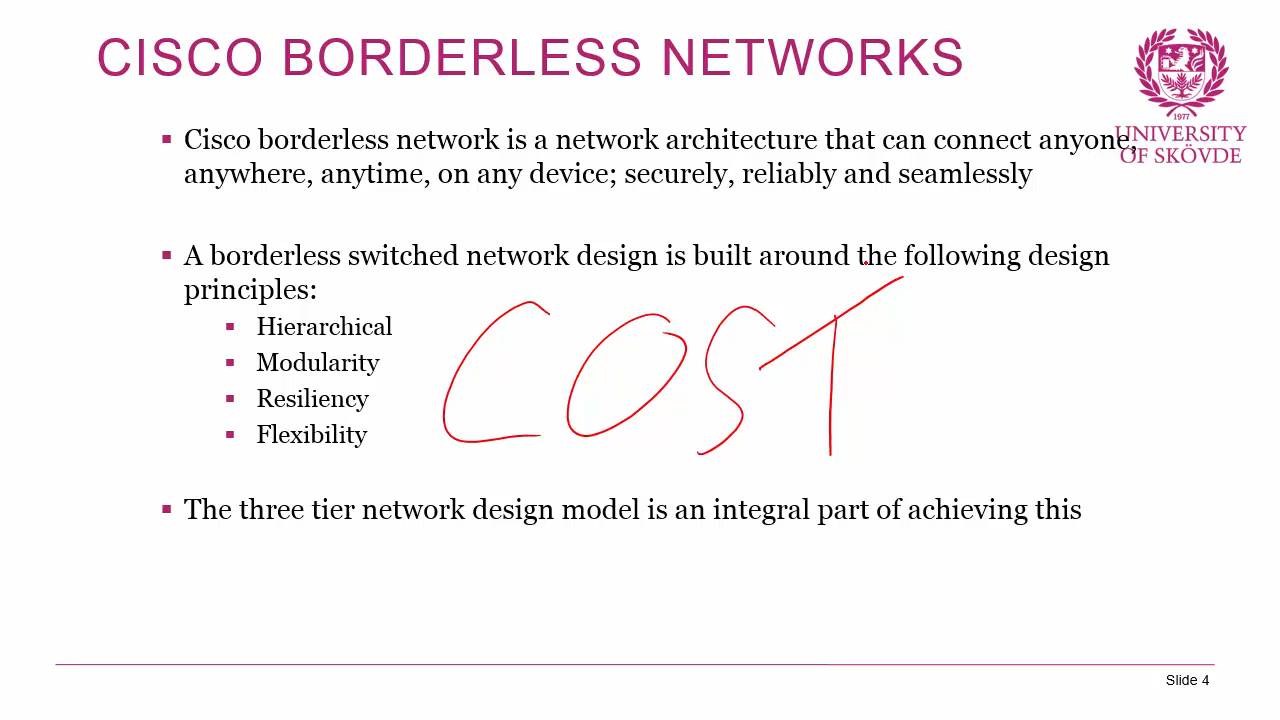 CISCO BORDERLESS NETWORKS
1977
UNIVERSITY
OF SKÖVDE
▪ Cisco borderless network is a network architecture that can connect anyone,
anywhere, anytime, on any device; securely, reliably and seamlessly
▪ A borderless switched network design is built around the following design
principles:
▪ Hierarchical
▪ Modularity
▪ Resiliency
▪ Flexibility
COST
▪ The three tier network design model is an integral part of achieving this
Slide 4